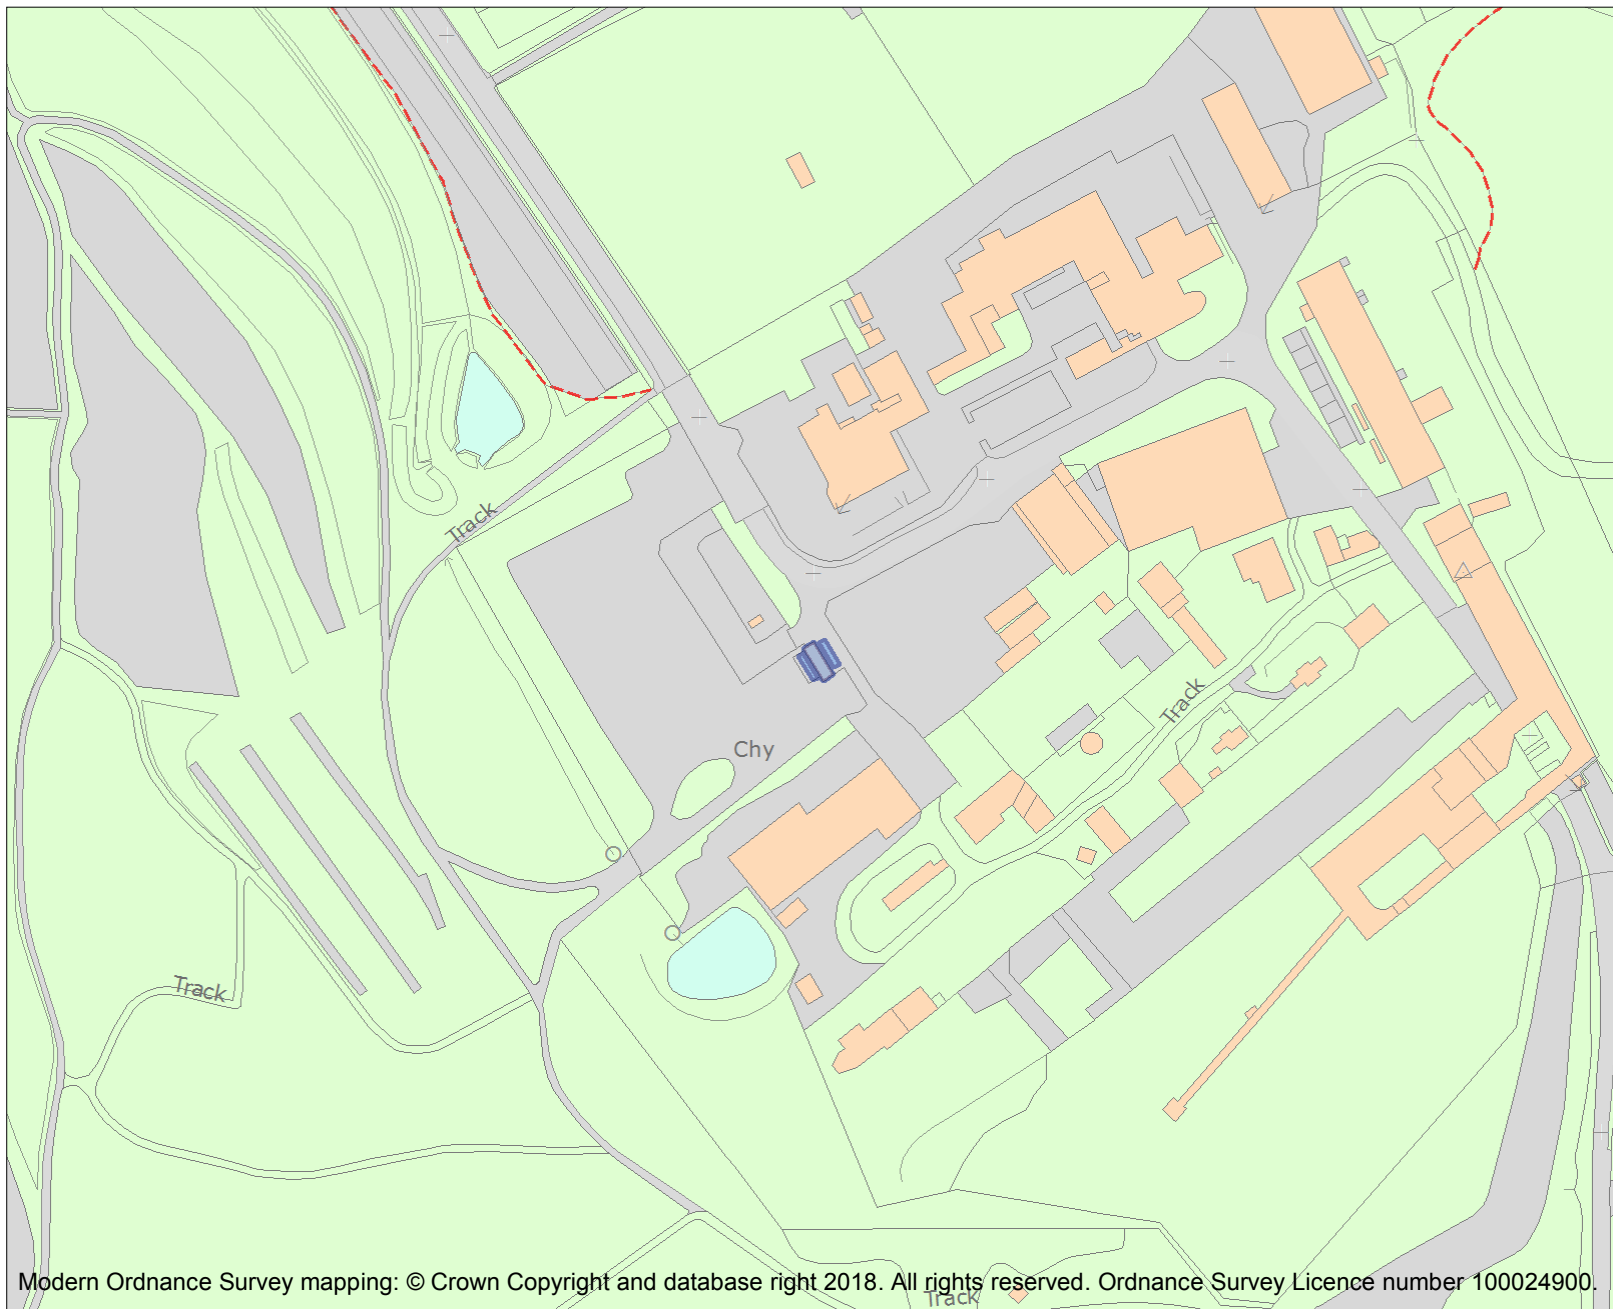 Track
Track
Chy
Track
Modern Ordnance Survey mapping: © Crown Copyright and database right 2018. All rights reserved. Ordnance Survey Licence number 100024900.
Track